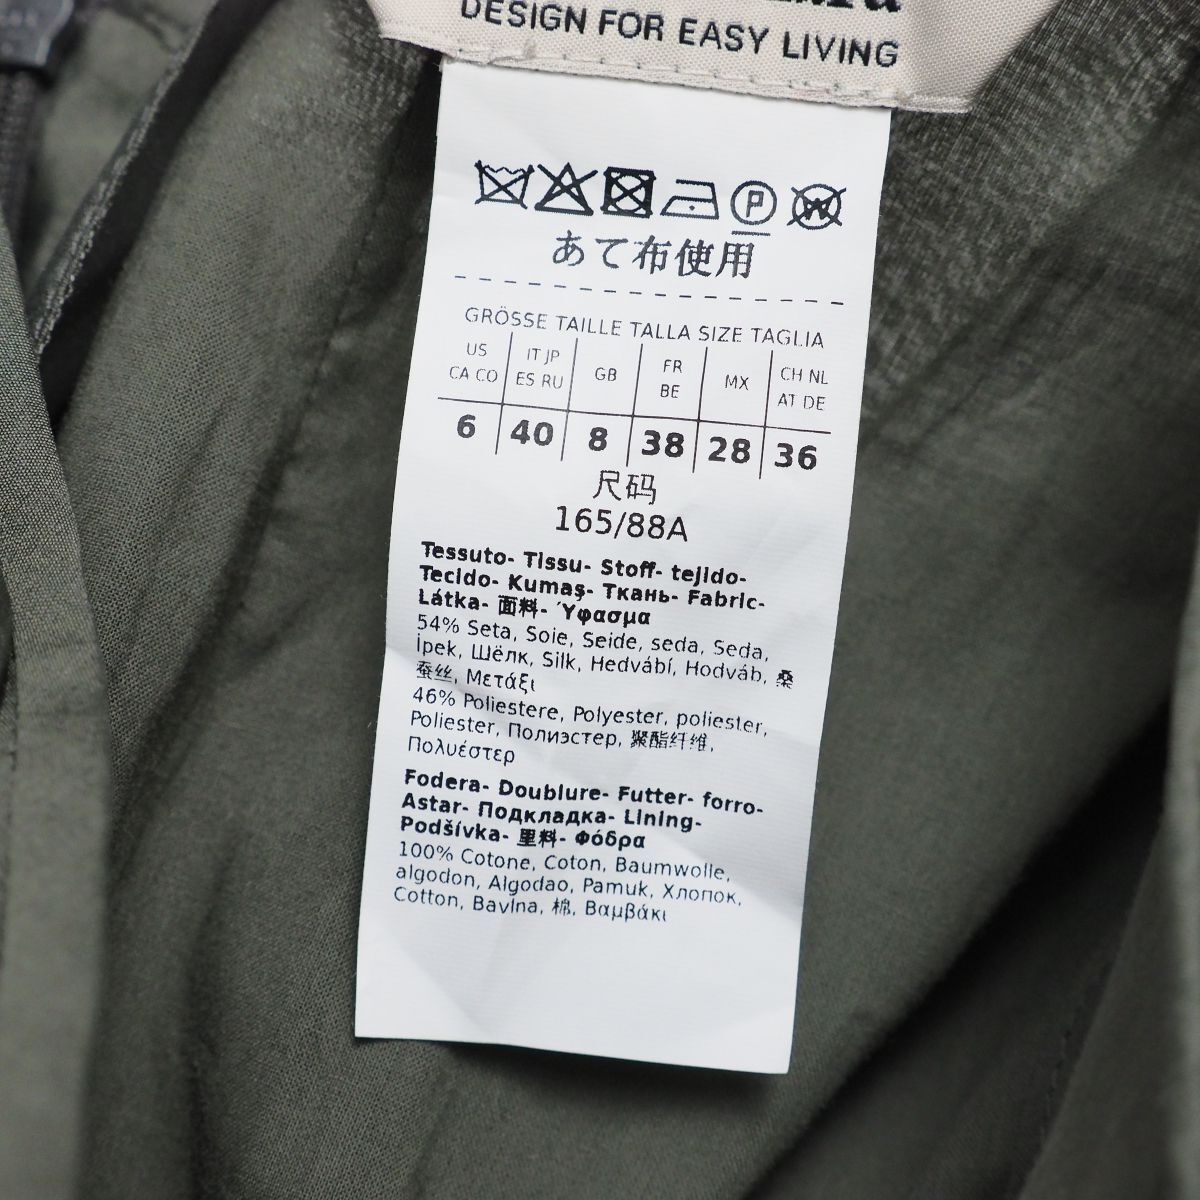 DESIGN FOR EASY LIVING
P W
あて布使用
GRÖSSE TAILLE TALLA SIZE TAGLIA
US CA CO
IT JP ES RU
GB
FR BE
MX
CH NL AT DE
6 40 8 38 28 36
尺码
165/88A
Tessuto- Tissu- Stoff- tejido-
Tecido- Kumaş- Ткань- Fabric-
Látka- 面料- Ύφασμα
54% Seta, Soie, Seide, seda, Seda,
İpek, Шёлк, Silk, Hedvábí, Hodváb, 桑
蚕丝, Μετάξι
46% Poliestere, Polyester, poliester,
Poliester, Полиэстер, 聚酯纤维,
Πολυέστερ
Fodera- Doublure- Futter- forro-
Astar- Подкладка- Lining-
Podšívka- 里料- Φόδρα
100% Cotone, Coton, Baumwolle,
algodon, Algodao, Pamuk, Хлопок,
Cotton, Bavlna, 棉, Βαμβάκι